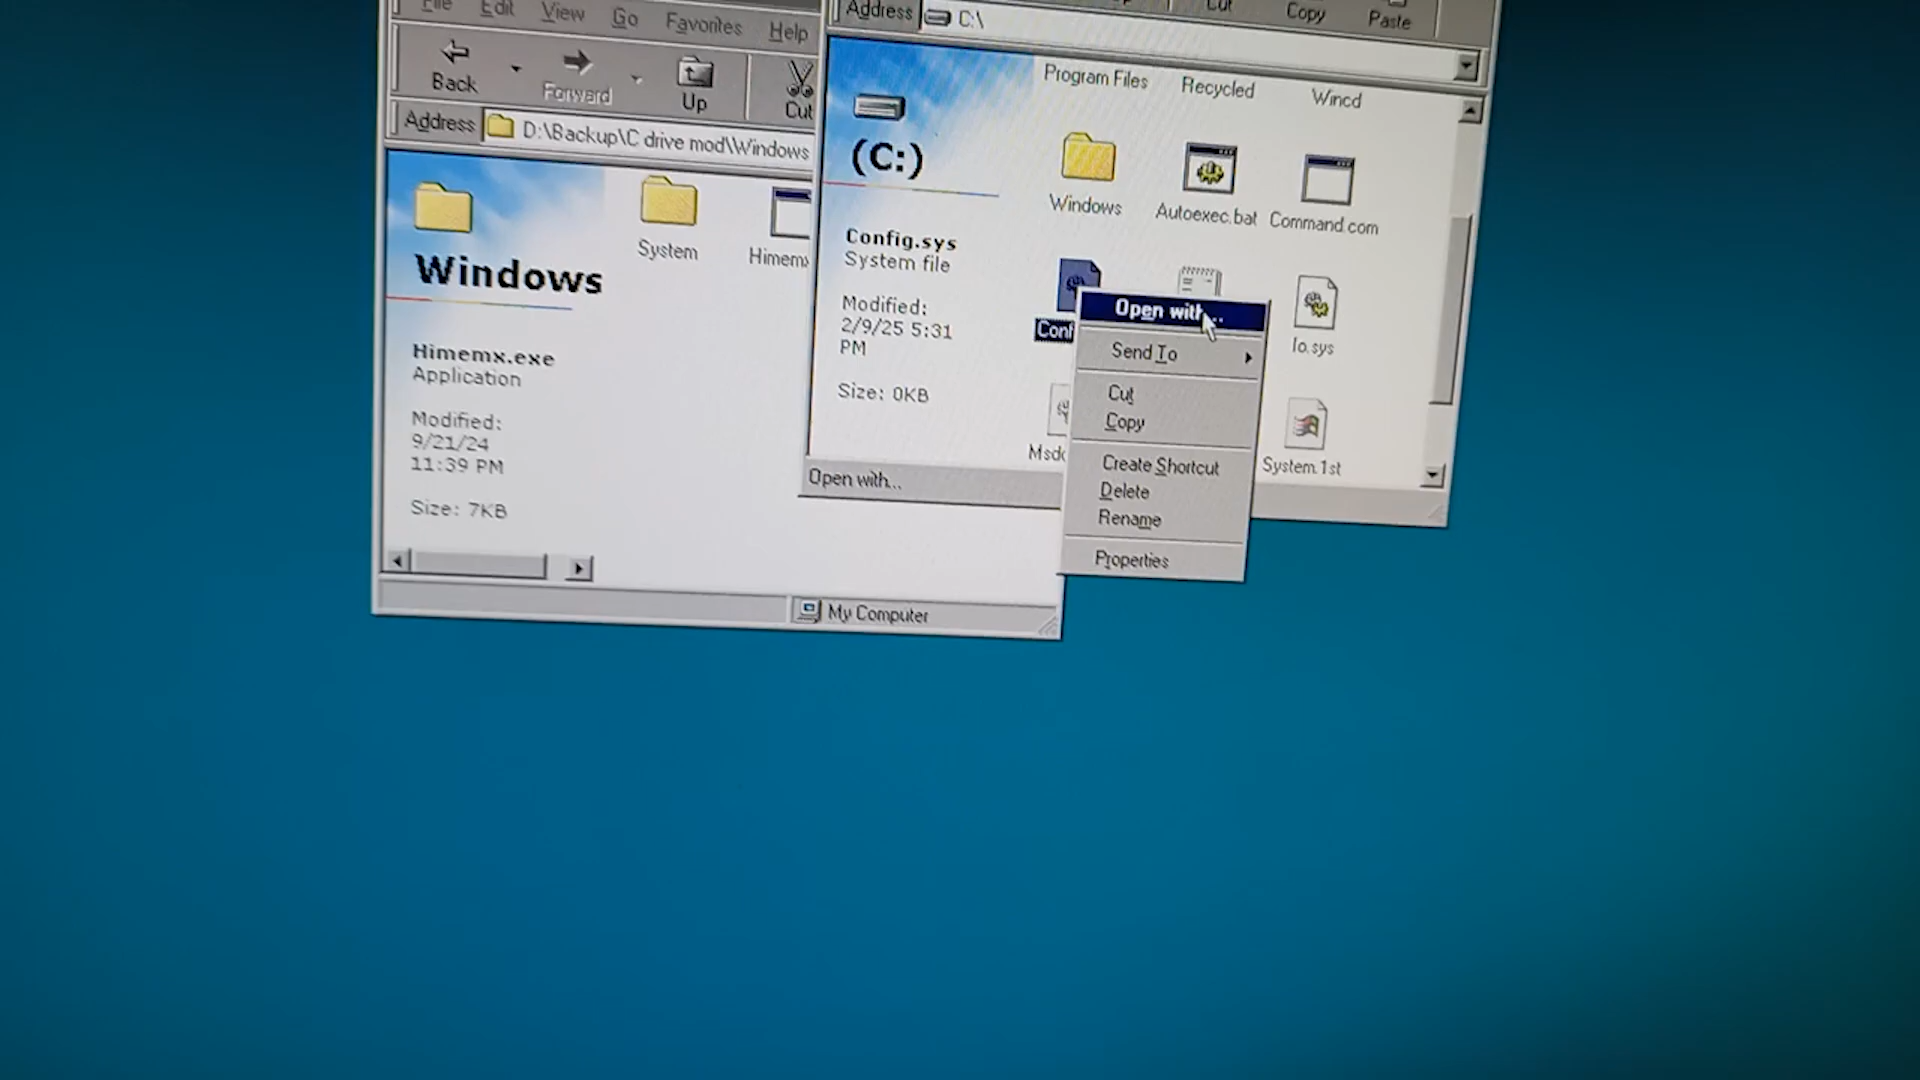 File Edit View Go Favorites Help
Back
Forward
Up
Cut
Address D:\Backup\C drive mod\Windows
Windows
Himemx.exe
Application
Modified:
9/21/24
11:39 PM
Size: 7KB
System
Himemx
My Computer
Cut
Copy
Paste
Address C:\
(C:)
Config.sys
System file
Modified:
2/9/25 5:31
PM
Size: 0KB
Program Files
Recycled
Wincd
Windows
Autoexec.bat
Command.com
Conf
Io.sys
Msdo
System.1st
Open with...
Open with...
Send To
Cut
Copy
Create Shortcut
Delete
Rename
Properties